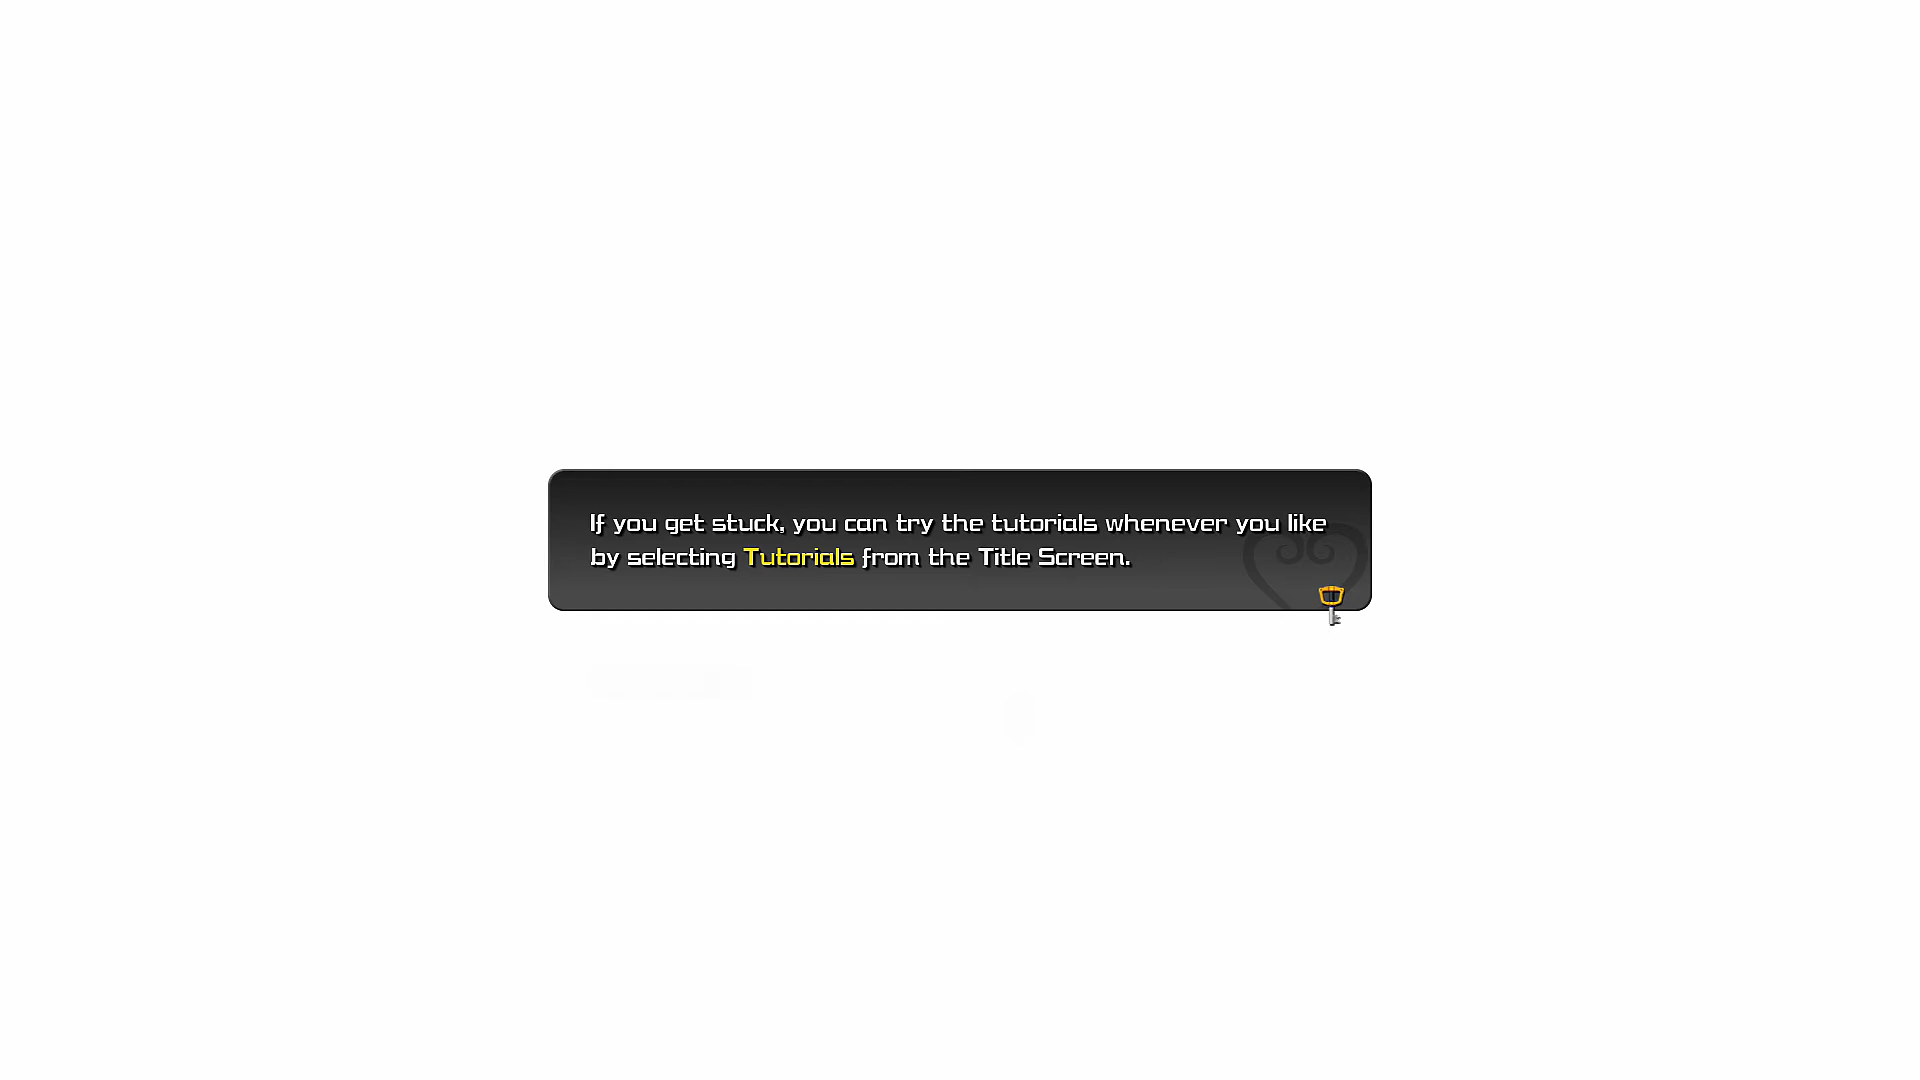 If you get stuck, you can try the tutorials whenever you like
by selecting Tutorials from the Title Screen.